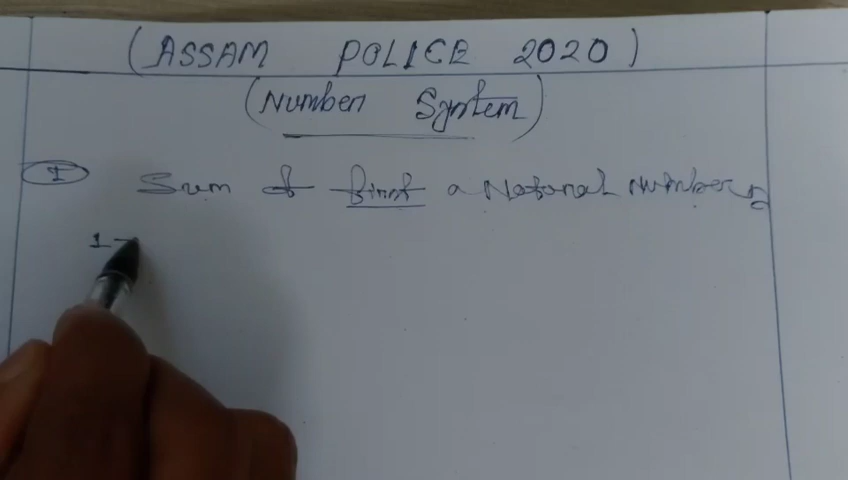 (ASSAM POLICE 2020)
(Number System)
I Sum of first a Natural Numbers
1